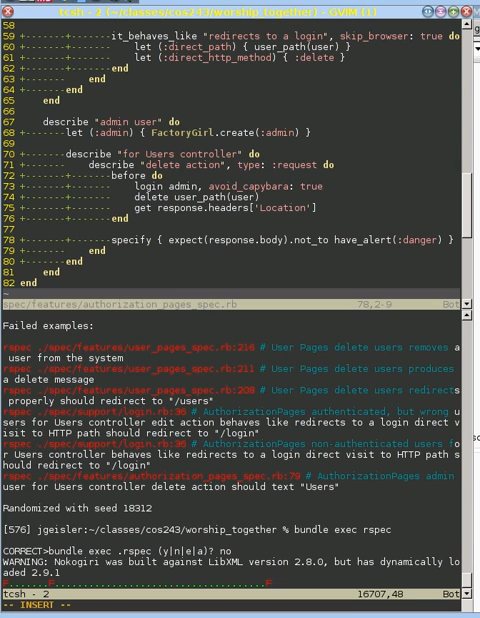 tcsh - 2 (~/classes/cos243/worship_together) - GVIM (1)
58
59 +-------+-------it_behaves_like "redirects to a login", skip_browser: true do
60 +-------+-------    let (:direct_path) { user_path(user) }
61 +-------+-------    let (:direct_http_method) { :delete }
62 +-------+-------end
63 +-------    end
64 +-------end
65     end
66
67     describe "admin user" do
68 +-------let (:admin) { FactoryGirl.create(:admin) }
69
70 +-------describe "for Users controller" do
71 +-------    describe "delete action", type: :request do
72 +-------+-------before do
73 +-------+-------    login admin, avoid_capybara: true
74 +-------+-------    delete user_path(user)
75 +-------+-------    get response.headers['Location']
76 +-------+-------end
77
78 +-------+-------specify { expect(response.body).not_to have_alert(:danger) }
79 +-------    end
80 +-------end
81     end
82 end
~
spec/features/authorization_pages_spec.rb 78,2-9 Bot
Failed examples:
rspec ./spec/features/user_pages_spec.rb:216 # User Pages delete users removes a
 user from the system
rspec ./spec/features/user_pages_spec.rb:211 # User Pages delete users produces
a delete message
rspec ./spec/features/user_pages_spec.rb:208 # User Pages delete users redirects
 properly should redirect to "/users"
rspec ./spec/support/login.rb:36 # AuthorizationPages authenticated, but wrong u
sers for Users controller edit action behaves like redirects to a login direct v
isit to HTTP path should redirect to "/login"
rspec ./spec/support/login.rb:36 # AuthorizationPages non-authenticated users fo
r Users controller behaves like redirects to a login direct visit to HTTP path s
hould redirect to "/login"
rspec ./spec/features/authorization_pages_spec.rb:79 # AuthorizationPages admin
user for Users controller delete action should text "Users"
Randomized with seed 18312
[576] jgeisler:~/classes/cos243/worship_together % bundle exec rspec
CORRECT>bundle exec .rspec (y|n|e|a)? no
WARNING: Nokogiri was built against LibXML version 2.8.0, but has dynamically lo
aded 2.9.1
tcsh - 2 16707,48 Bot
-- INSERT --